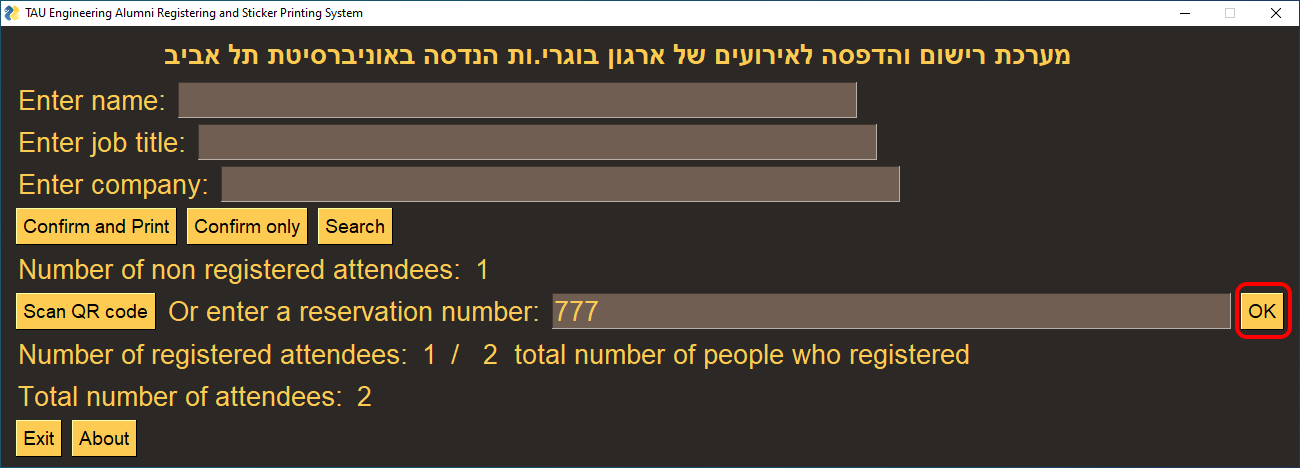 TAU Engineering Alumni Registering and Sticker Printing System
מערכת רישום והדפסה לאירועים של ארגון בוגרי.ות הנדסה באוניברסיטת תל אביב
Enter name:
Enter job title:
Enter company:
Confirm and Print Confirm only Search
Number of non registered attendees: 1
Scan QR code Or enter a reservation number: 777 OK
Number of registered attendees: 1 / 2 total number of people who registered
Total number of attendees: 2
Exit About